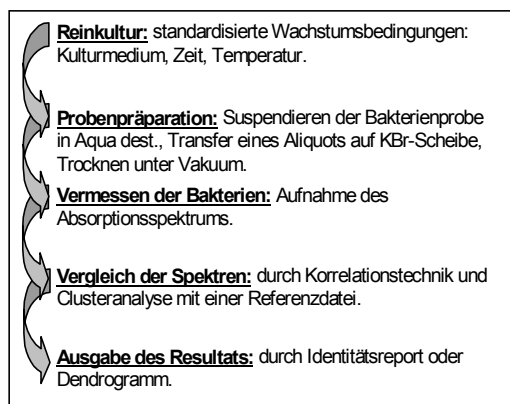 Reinkultur: standardisierte Wachstumsbedingungen:
Kulturmedium, Zeit, Temperatur.
Probenpräparation: Suspendieren der Bakterienprobe
in Aqua dest., Transfer eines Aliquots auf KBr-Scheibe,
Trocknen unter Vakuum.
Vermessen der Bakterien: Aufnahme des
Absorptionsspektrums.
Vergleich der Spektren: durch Korrelationstechnik und
Clusteranalyse mit einer Referenzdatei.
Ausgabe des Resultats: durch Identitätsreport oder
Dendrogramm.